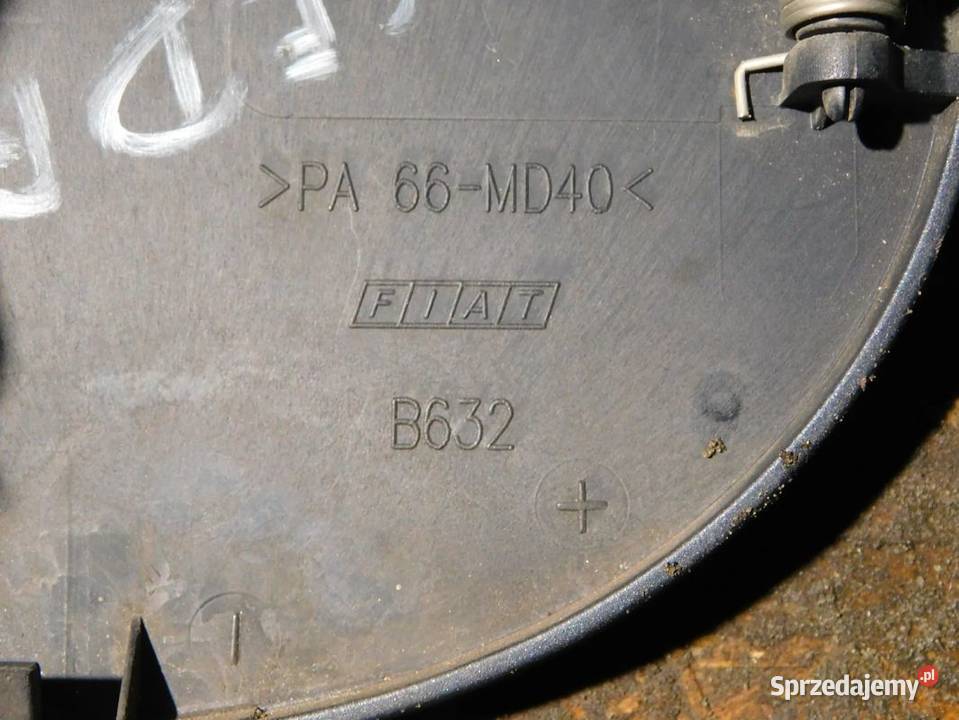 >PA 66-MD40<
FIAT
B632
Sprzedajemy.pl